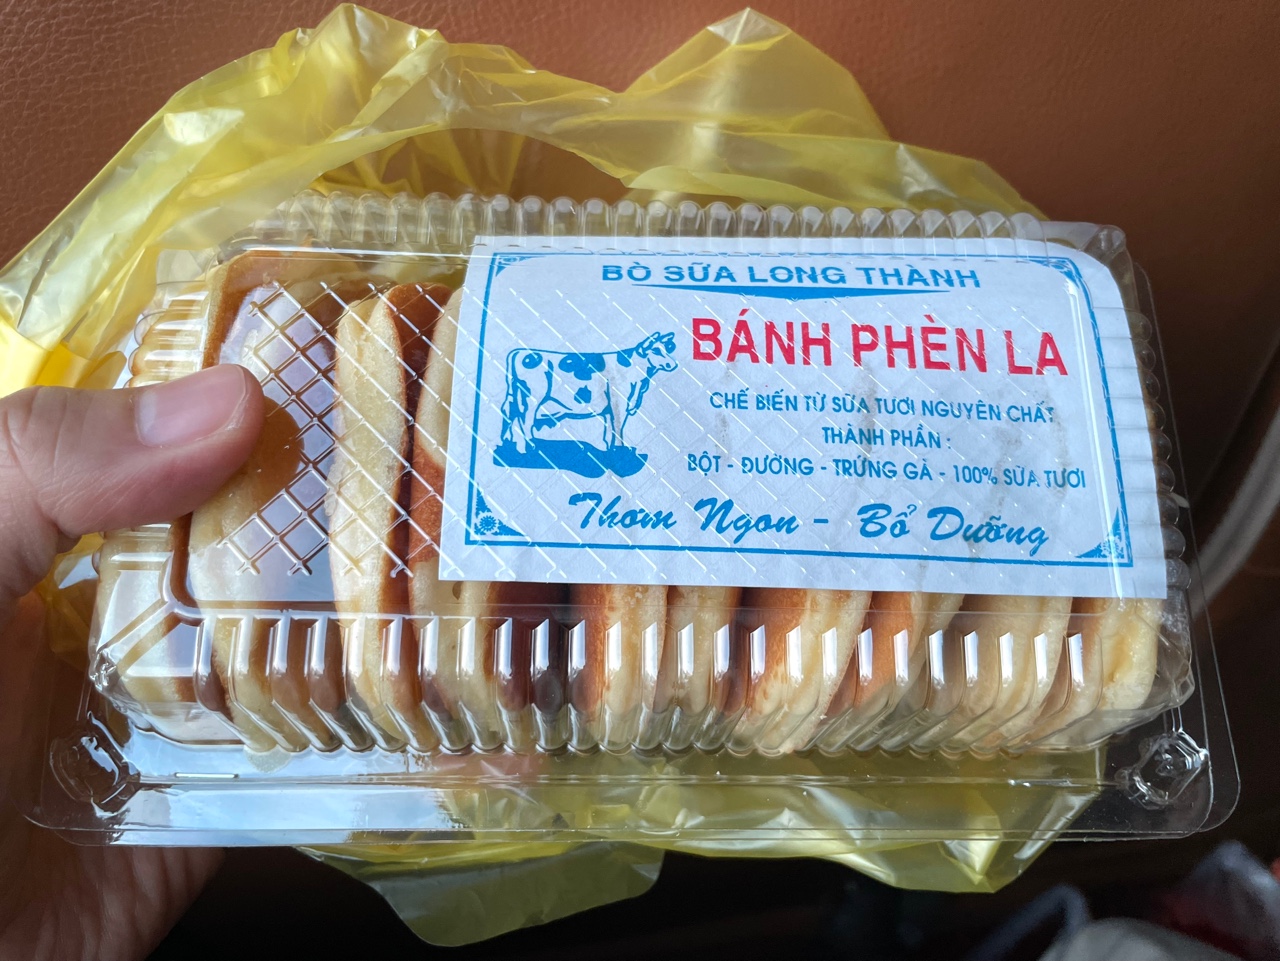 BÒ SỮA LONG THÀNH
BÁNH PHÈN LA
CHẾ BIẾN TỪ SỮA TƯƠI NGUYÊN CHẤT
THÀNH PHẦN :
BỘT - ĐƯỜNG - TRỨNG GÀ - 100% SỮA TƯƠI
Thơm Ngon - Bổ Dưỡng